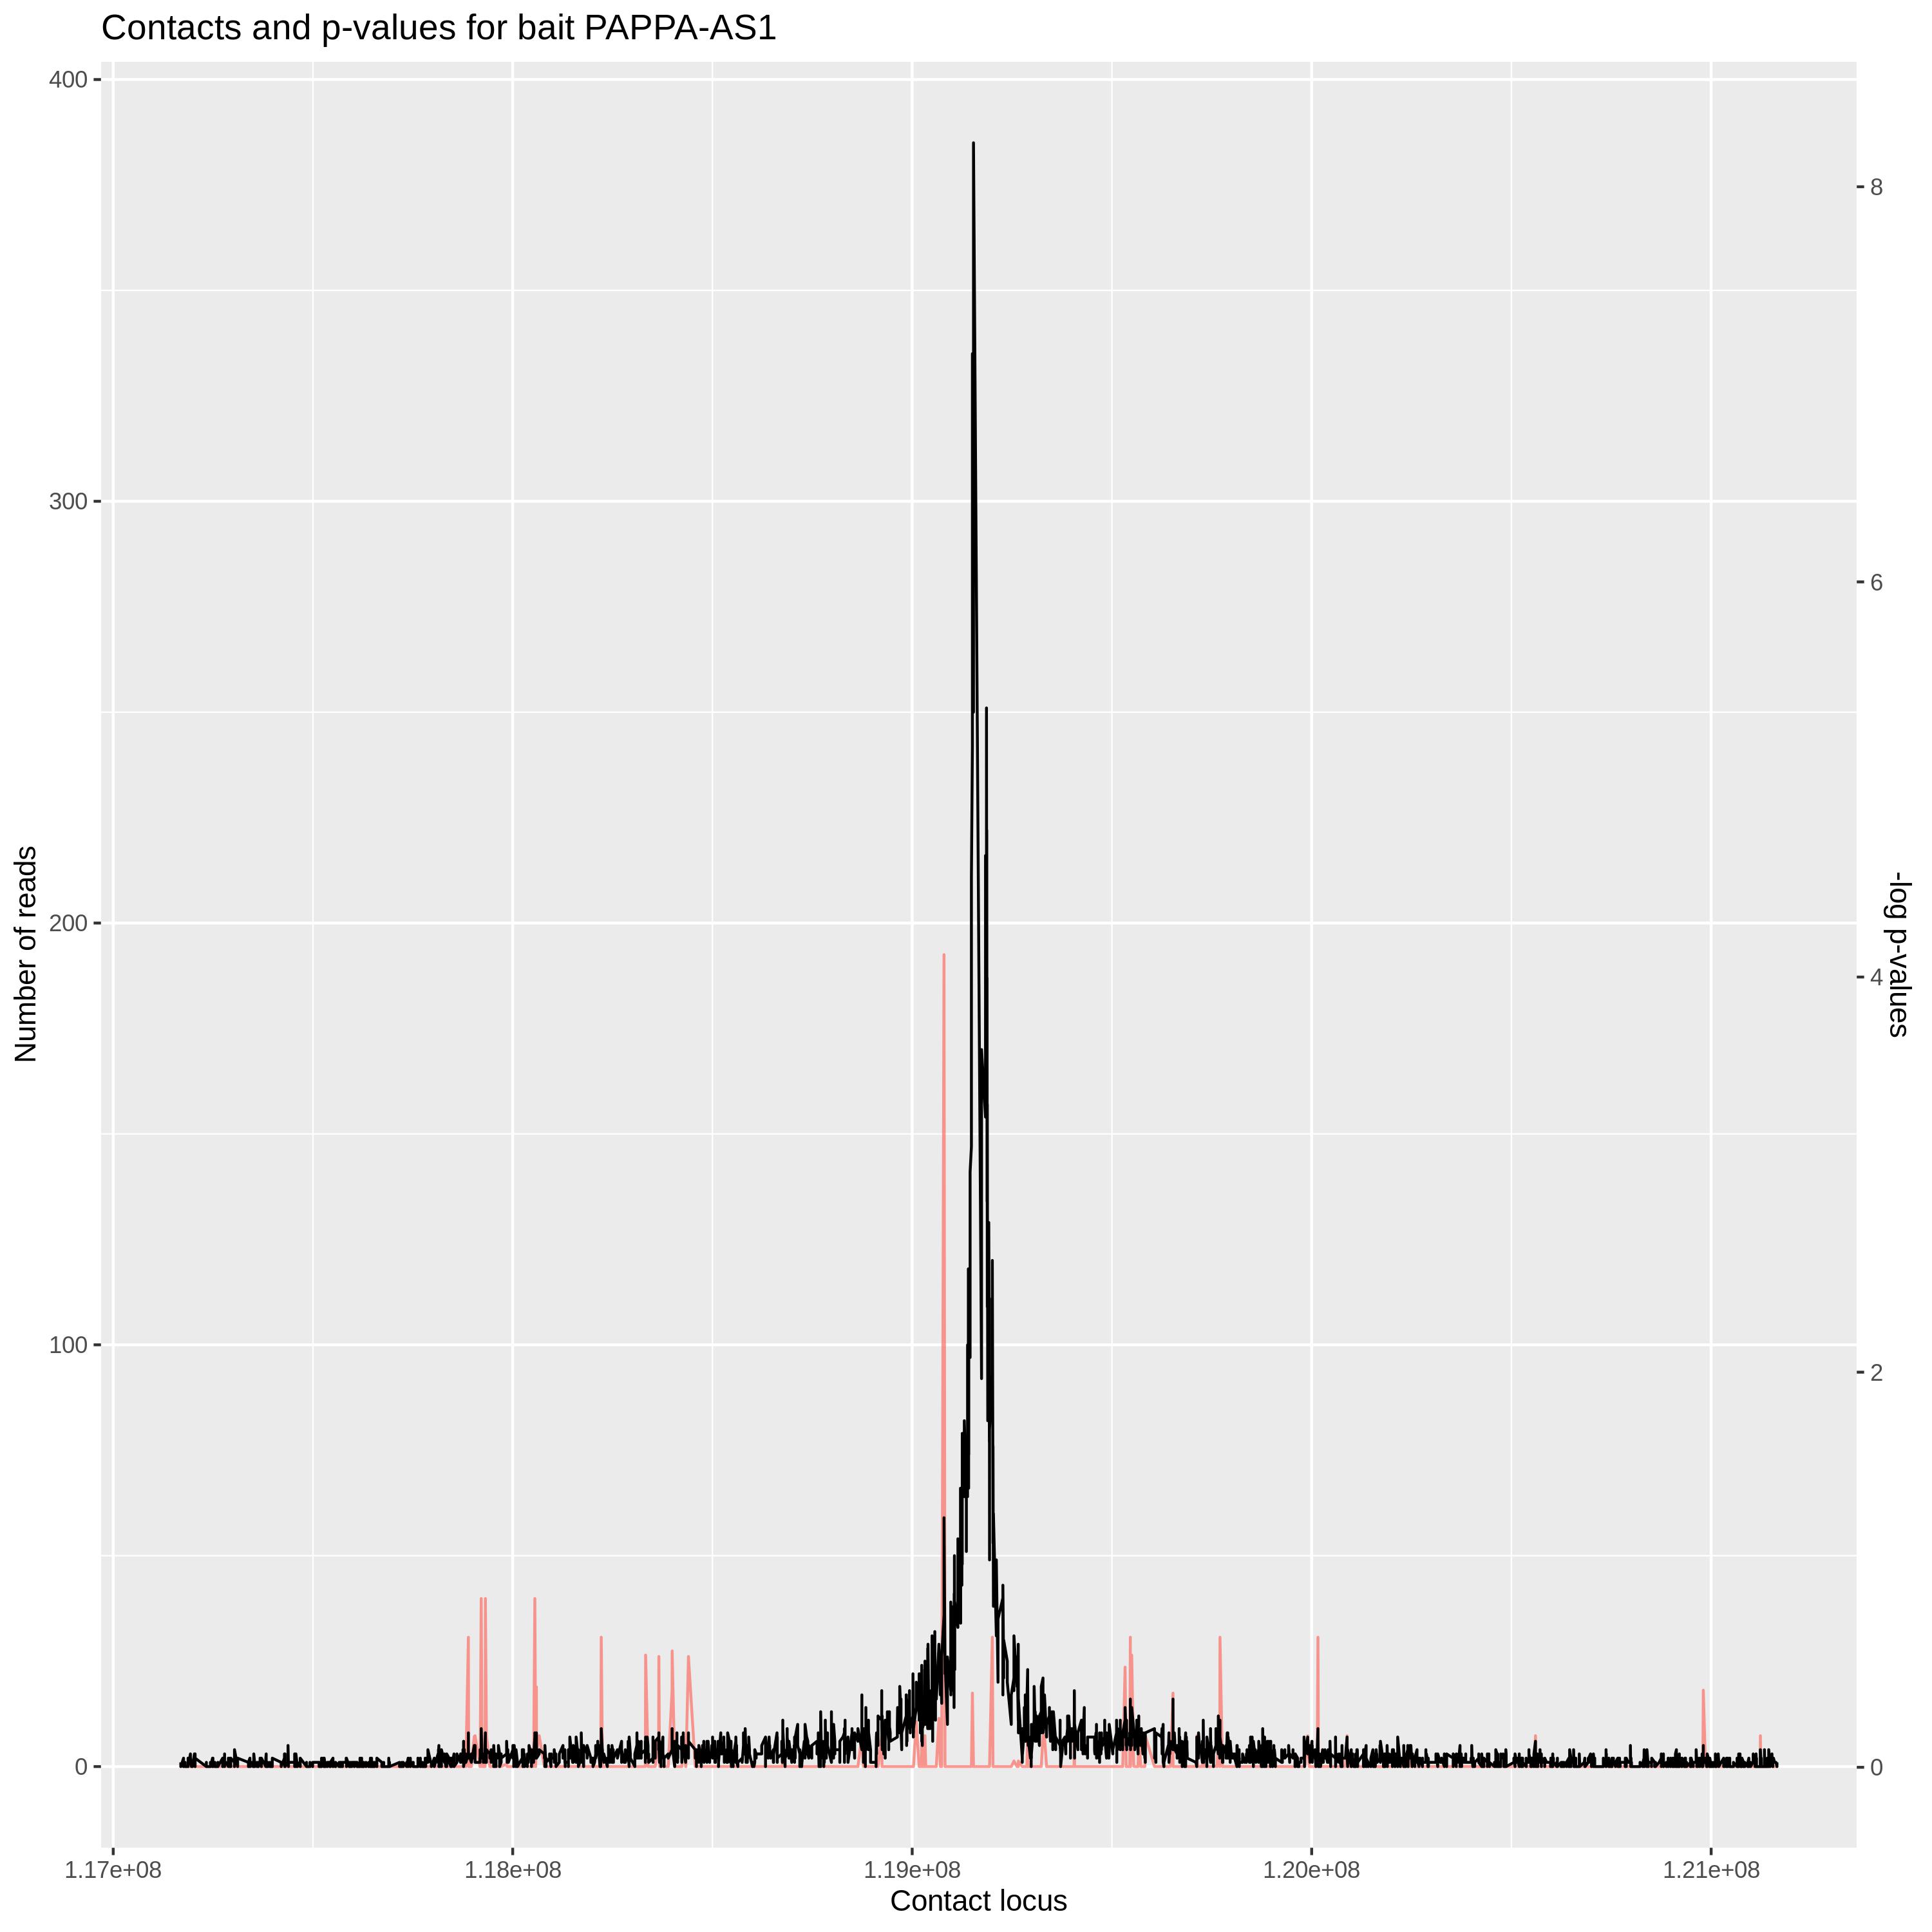 Contacts and p-values for bait PAPPA-AS1
400
300
200
100
0
Number of reads
8
6
4
2
0
-log p-values
1.17e+08 1.18e+08 1.19e+08 1.20e+08 1.21e+08
Contact locus